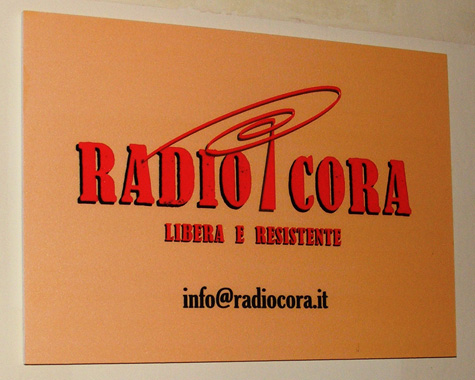 RADIO CORA
LIBERA E RESISTENTE
info@radiocora.it